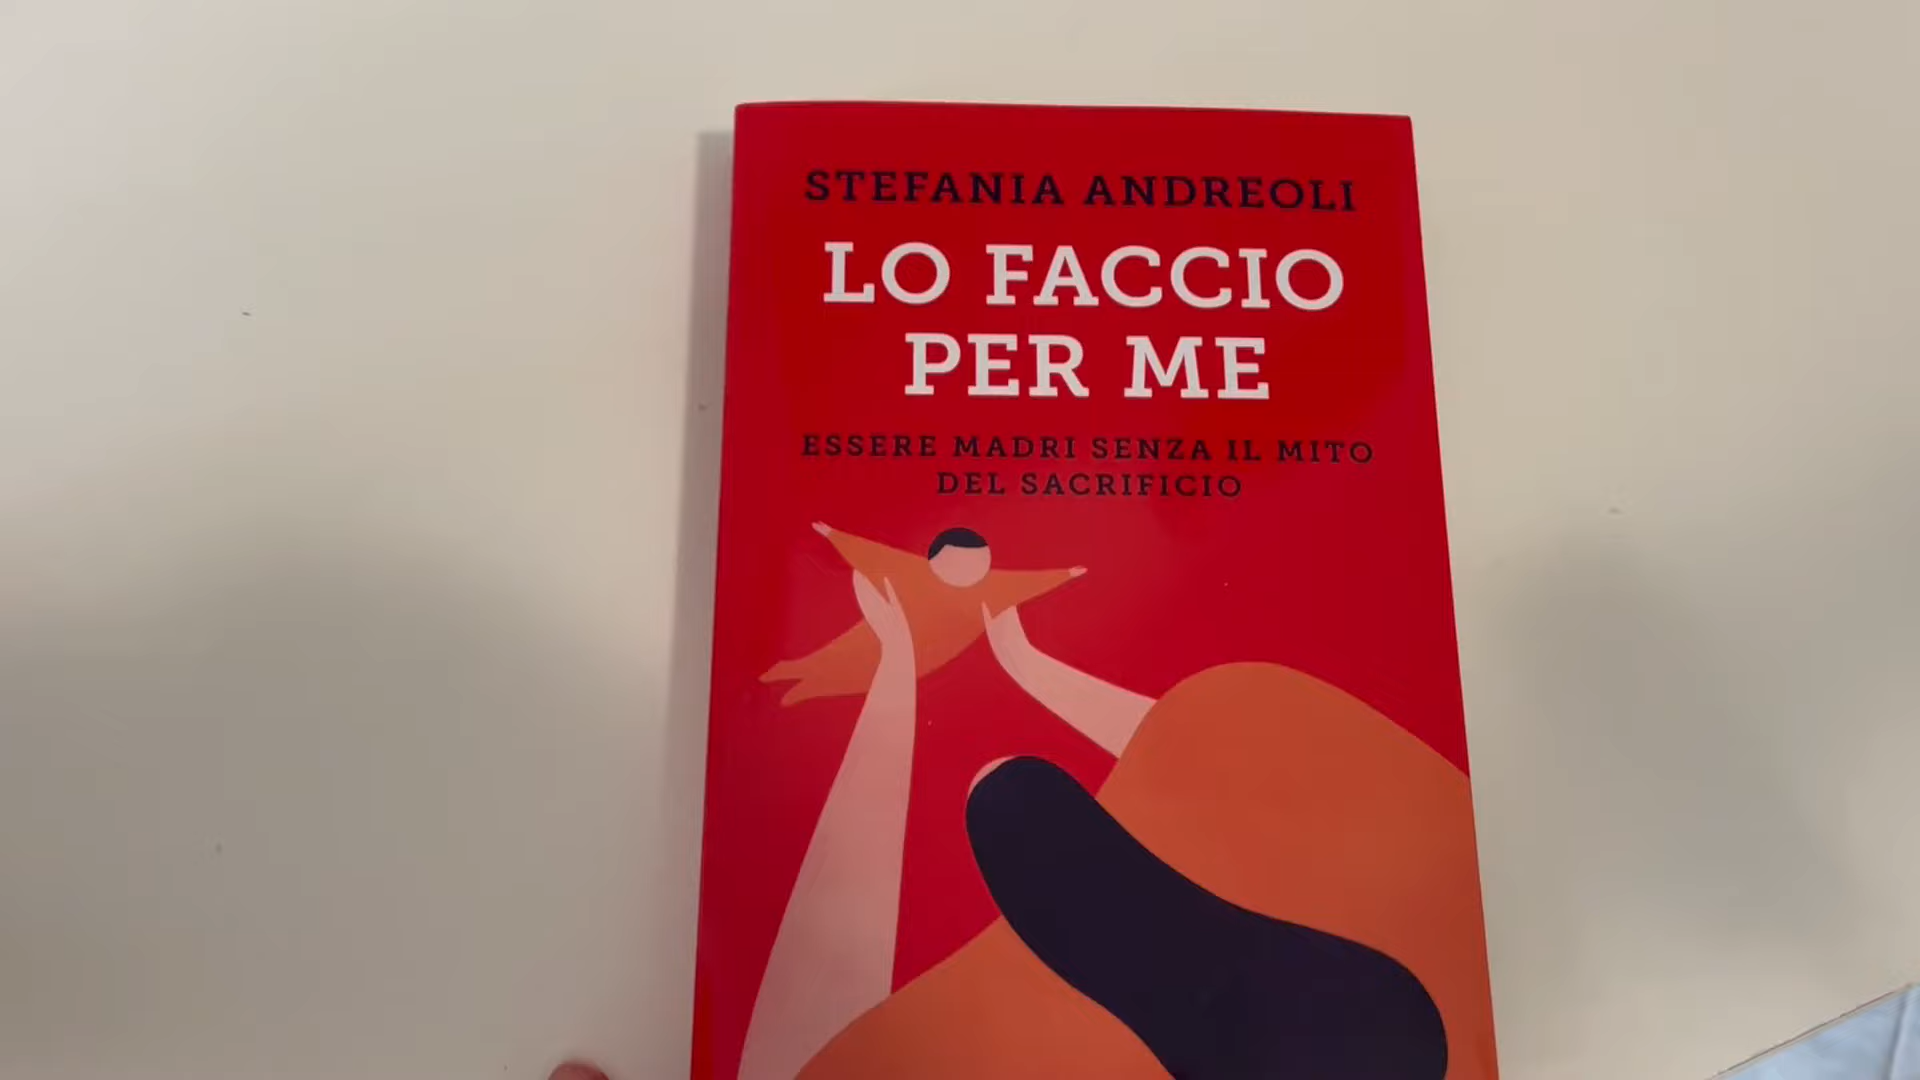 STEFANIA ANDREOLI
LO FACCIO
PER ME
ESSERE MADRI SENZA IL MITO
DEL SACRIFICIO